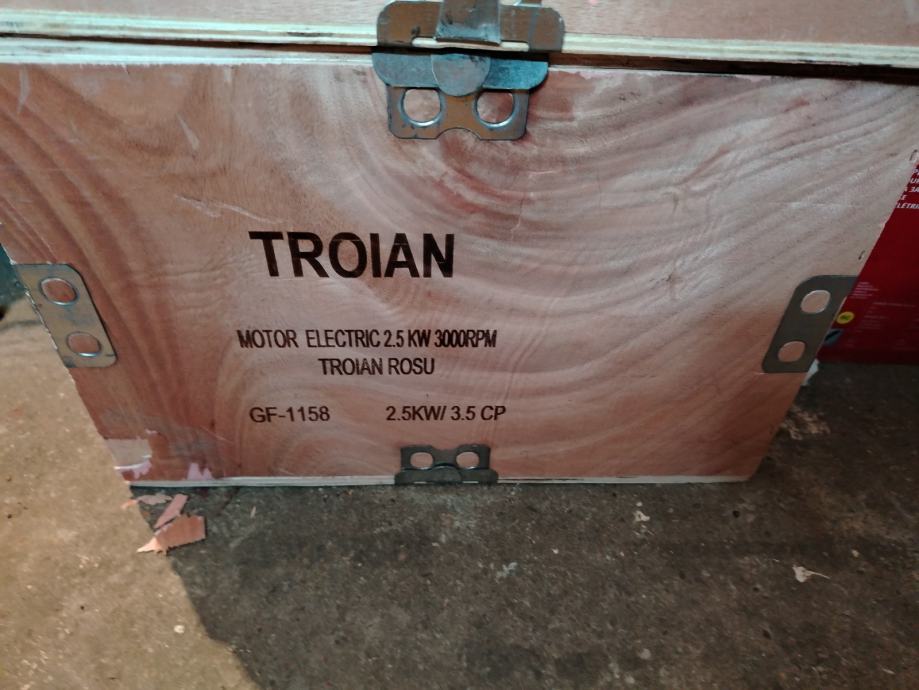 TROIAN
MOTOR ELECTRIC 2.5 KW 3000RPM
TROIAN ROSU
GF-1158 2.5KW/ 3.5 CP